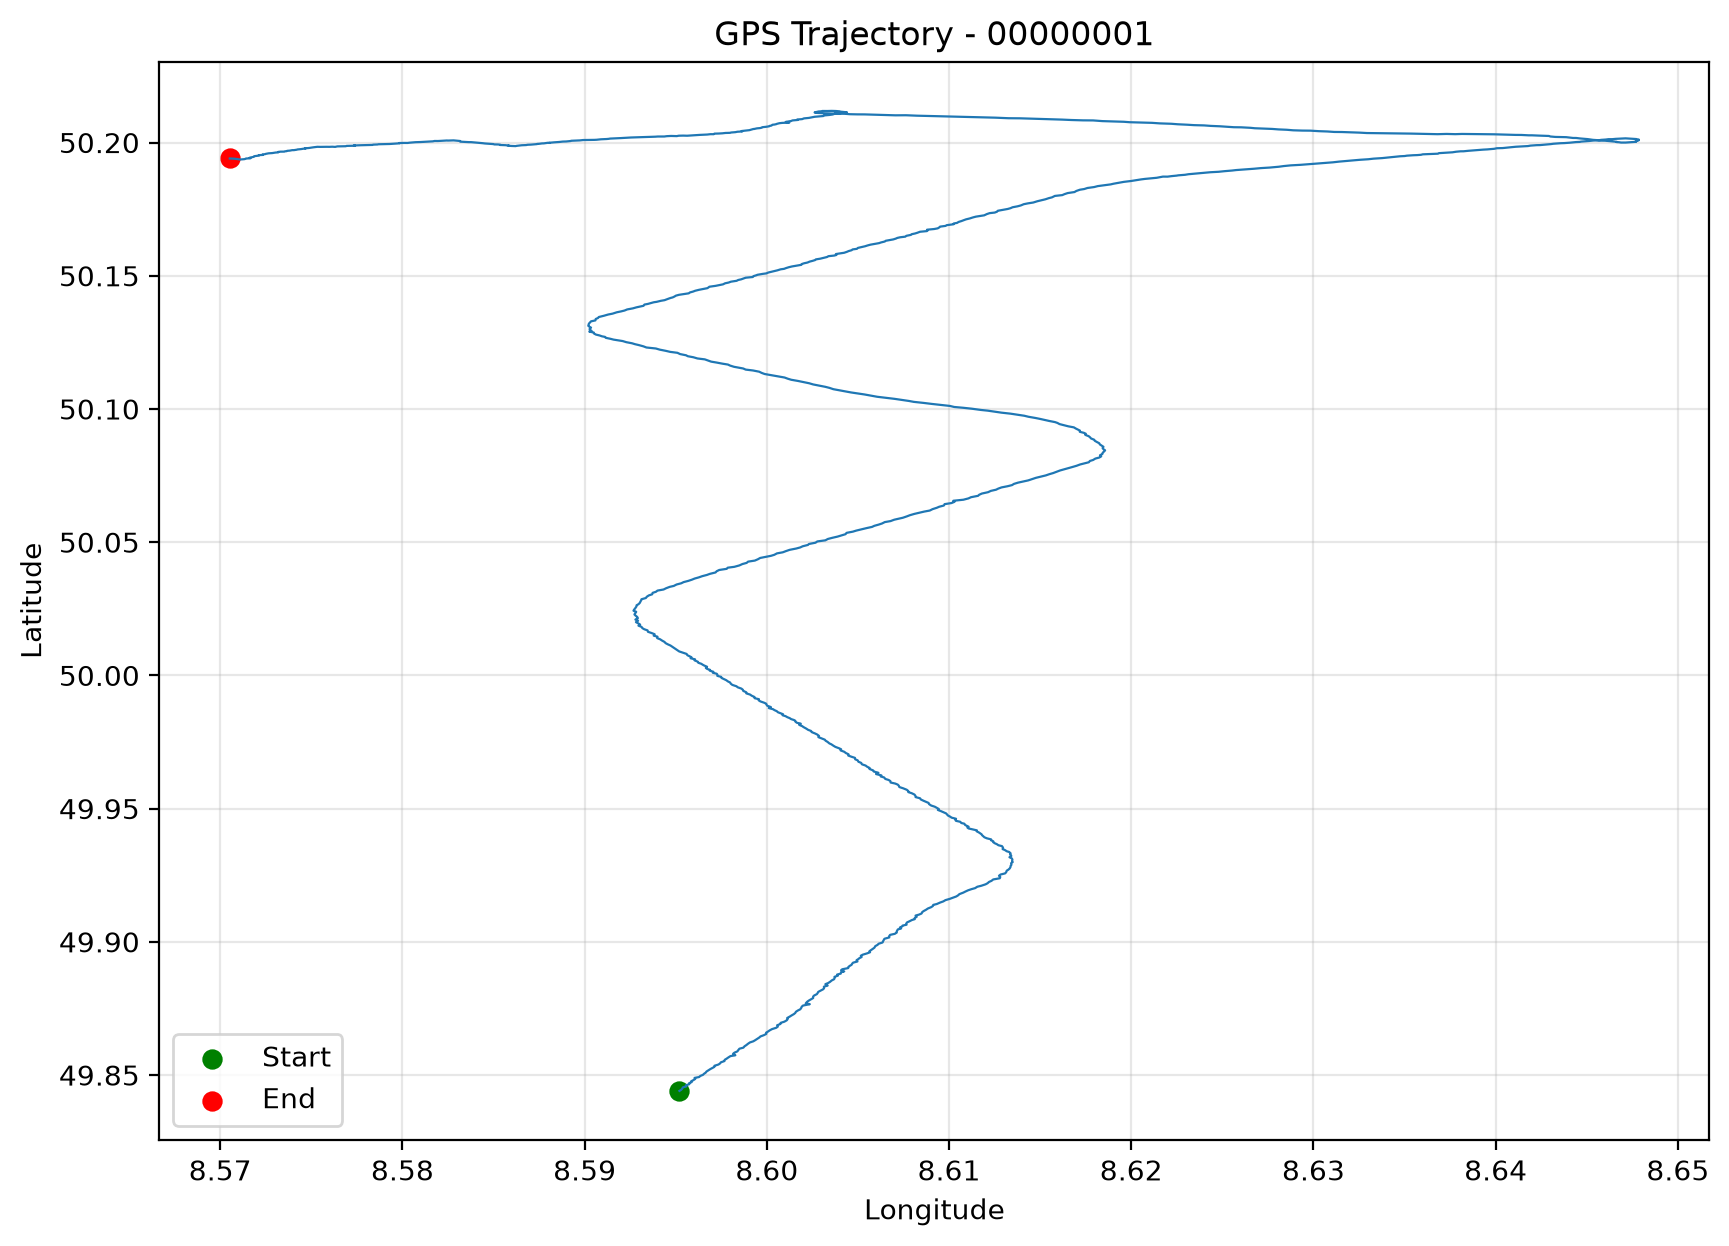 GPS Trajectory - 00000001
Latitude
50.20
50.15
50.10
50.05
50.00
49.95
49.90
49.85
Start
End
8.57 8.58 8.59 8.60 8.61 8.62 8.63 8.64 8.65
Longitude